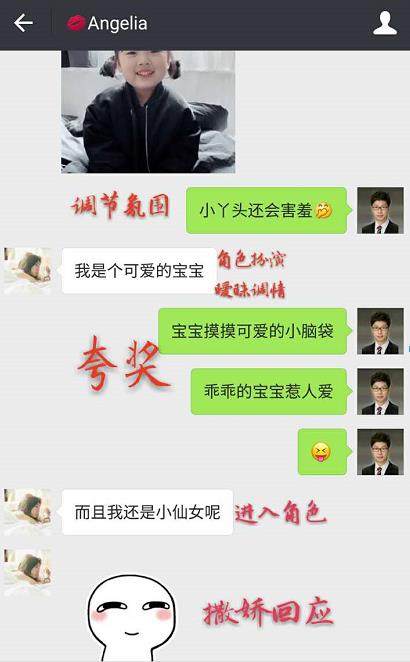 Angelia
调节氛围
小丫头还会害羞
我是个可爱的宝宝
角色扮演
暧昧调情
宝宝摸摸可爱的小脑袋
夸奖
乖乖的宝宝惹人爱
而且我还是小仙女呢
进入角色
撒娇回应